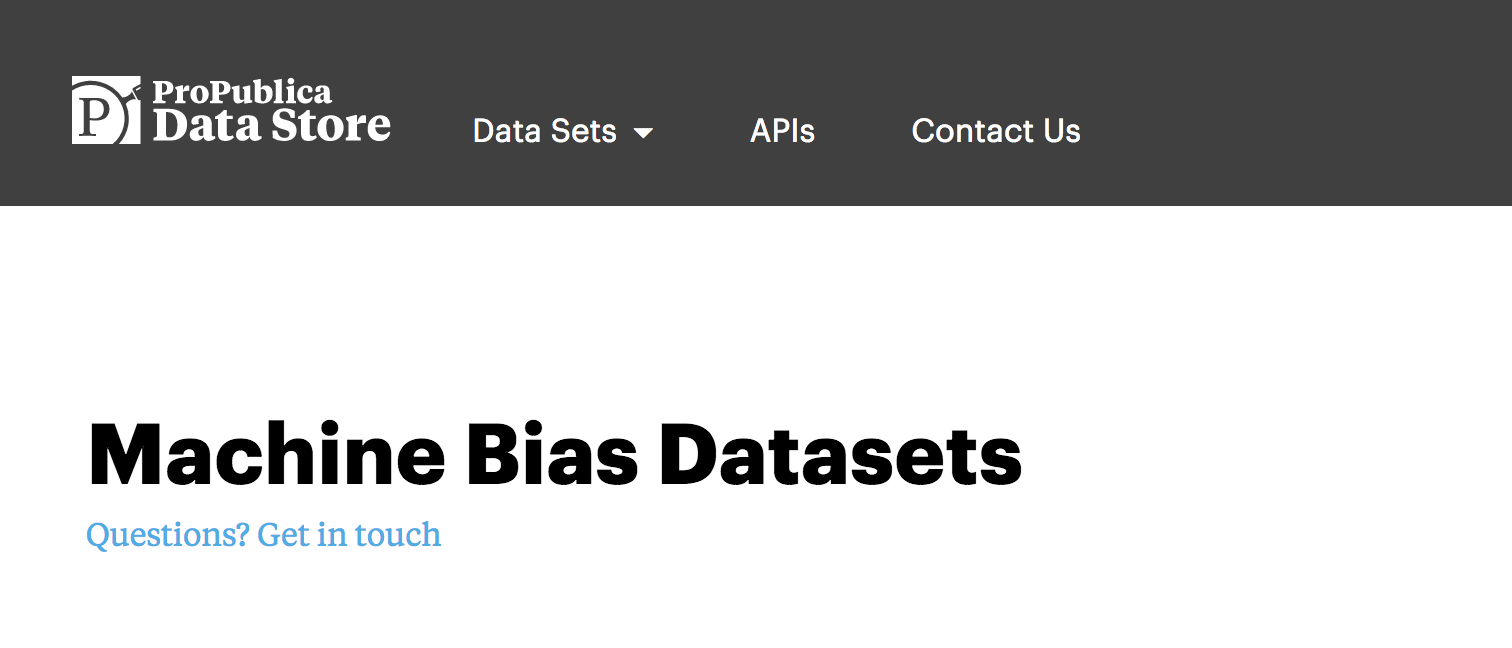 P
ProPublica
Data Store
Data Sets
APIs
Contact Us
Machine Bias Datasets
Questions? Get in touch